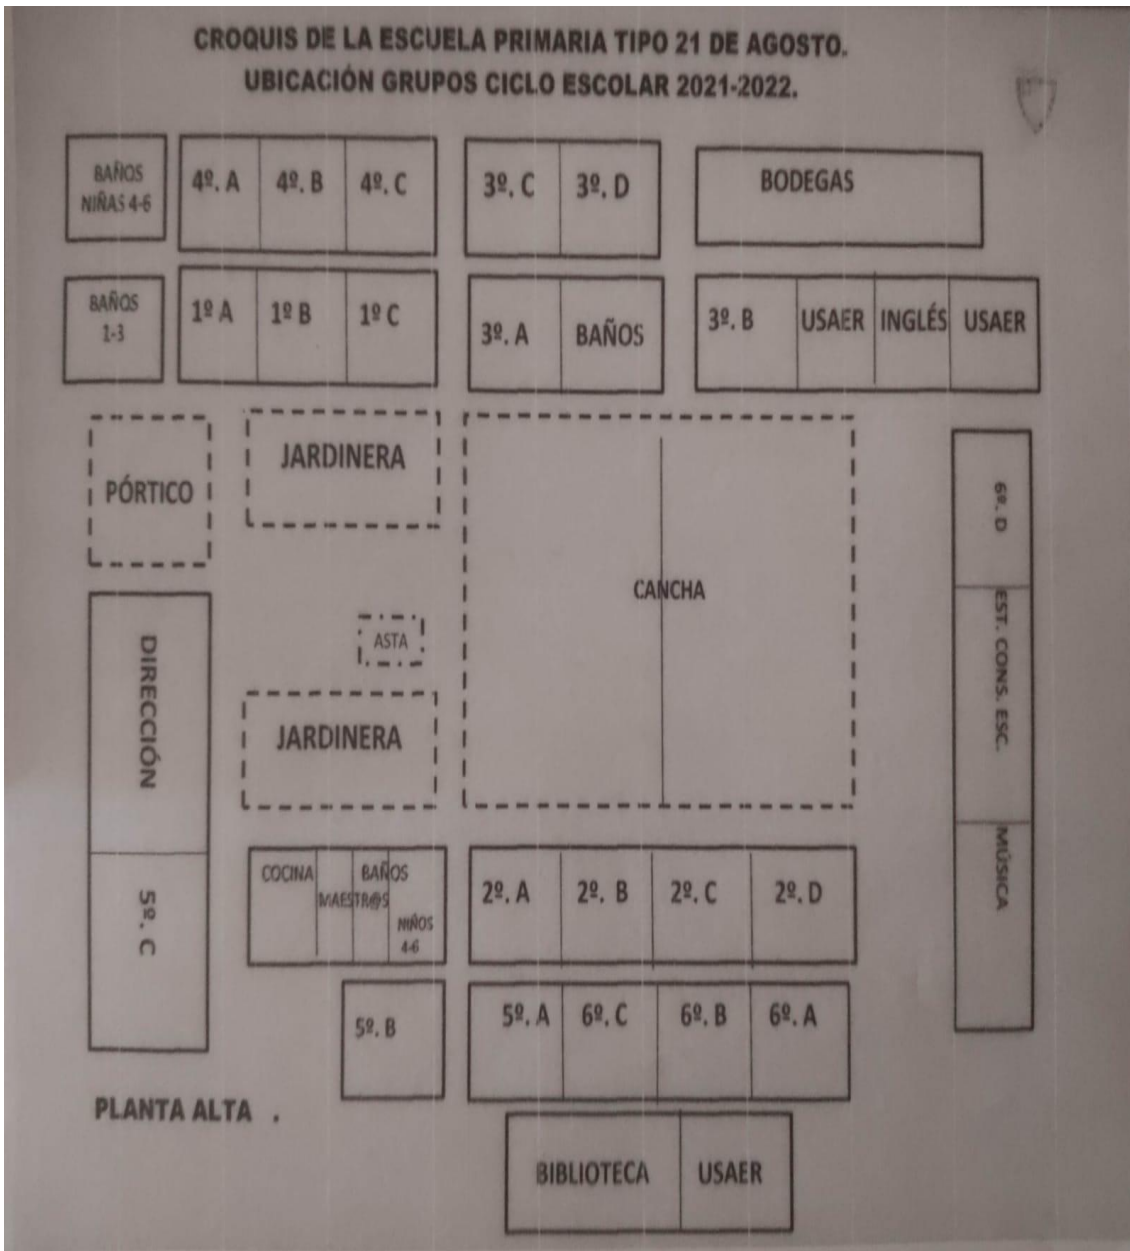 CROQUIS DE LA ESCUELA PRIMARIA TIPO 21 DE AGOSTO.
UBICACIÓN GRUPOS CICLO ESCOLAR 2021-2022.
BAÑOS
NIÑAS 4-6
4º. A
4º. B
4º. C
3º. C
3º. D
BODEGAS
BAÑOS
1-3
1º A
1º B
1º C
3º. A
BAÑOS
3º. B
USAER
INGLÉS
USAER
PÓRTICO
JARDINERA
CANCHA
6º. D
EST. CONS. ESC.
MÚSICA
ASTA
JARDINERA
DIRECCIÓN
5º. C
COCINA
BAÑOS
MAESTR@S
NIÑOS
4-6
2º. A
2º. B
2º. C
2º. D
5º. B
5º. A
6º. C
6º. B
6º. A
PLANTA ALTA .
BIBLIOTECA
USAER